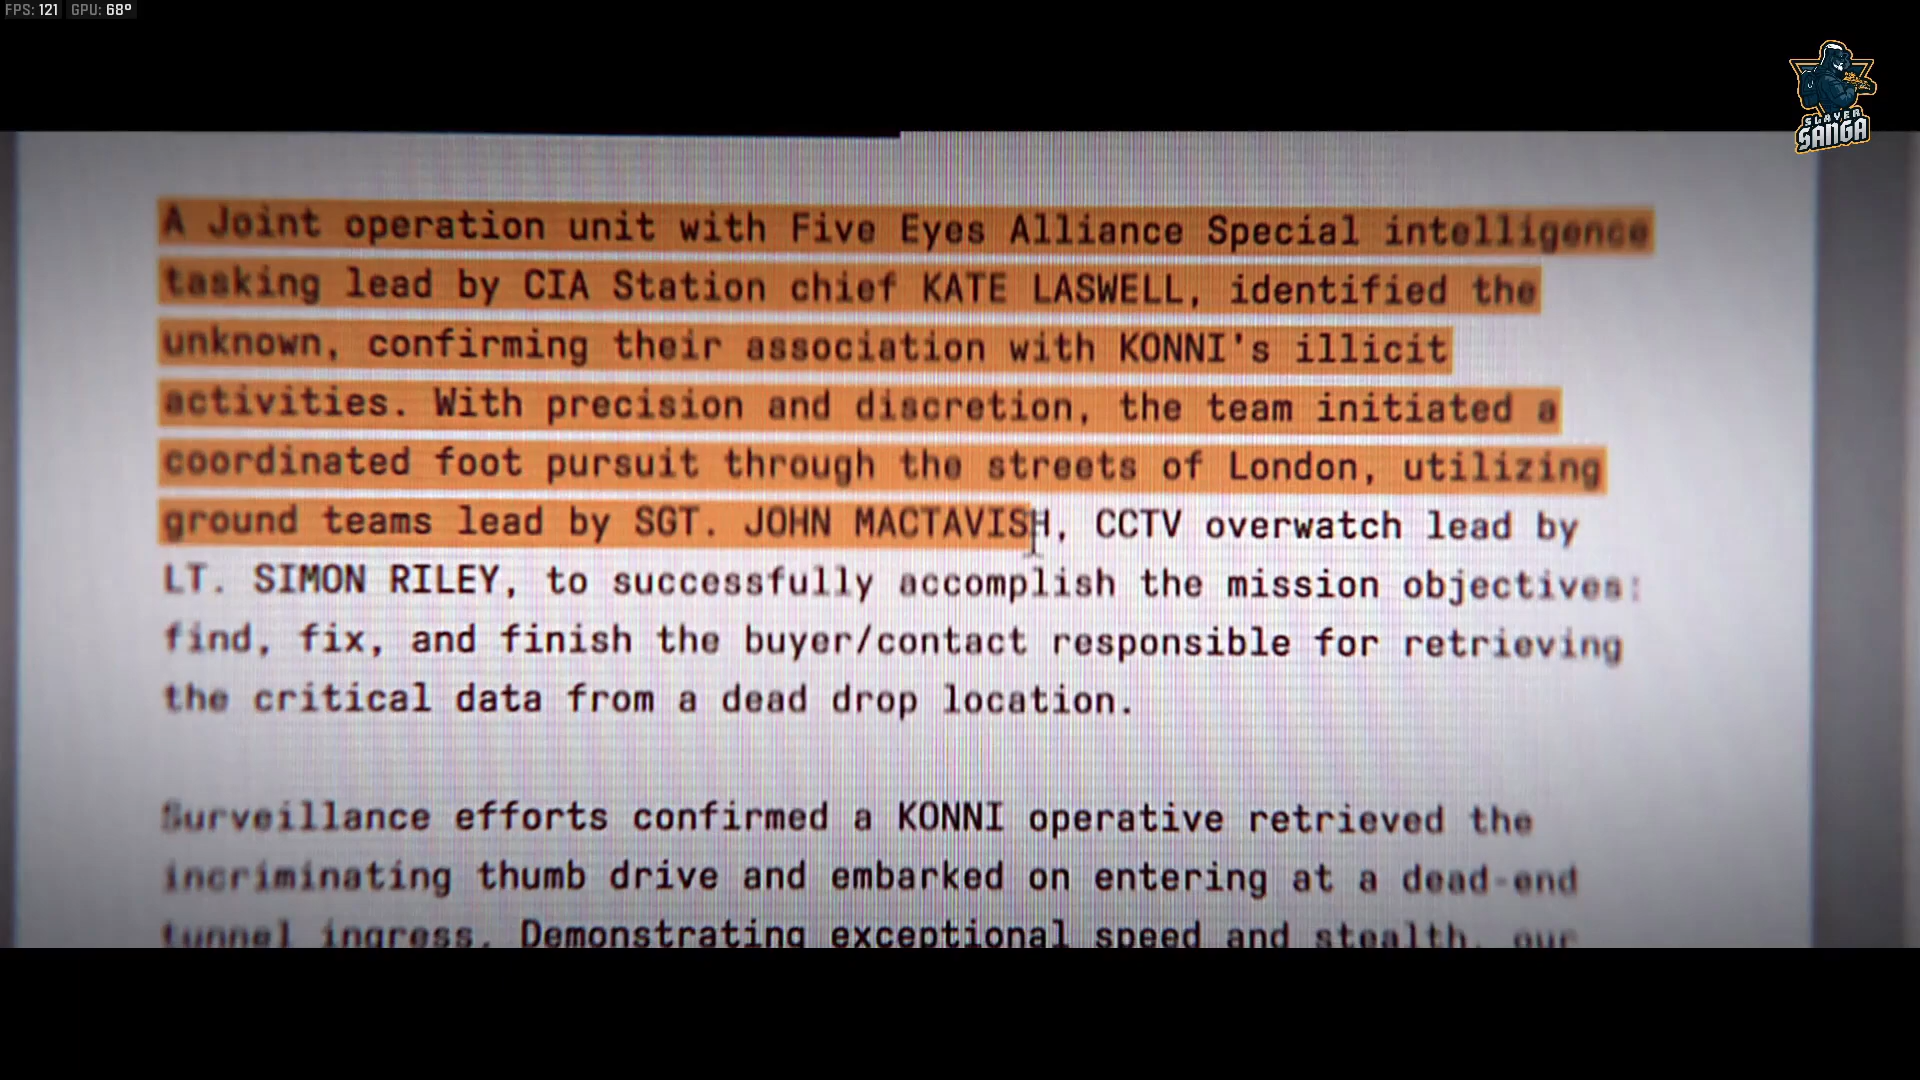 FPS: 121 GPU: 68°
SLAYER
SANGA
A Joint operation unit with Five Eyes Alliance Special intelligence
tasking lead by CIA Station chief KATE LASWELL, identified the
unknown, confirming their association with KONNI's illicit
activities. With precision and discretion, the team initiated a
coordinated foot pursuit through the streets of London, utilizing
ground teams lead by SGT. JOHN MACTAVISH, CCTV overwatch lead by
LT. SIMON RILEY, to successfully accomplish the mission objectives:
find, fix, and finish the buyer/contact responsible for retrieving
the critical data from a dead drop location.
Surveillance efforts confirmed a KONNI operative retrieved the
incriminating thumb drive and embarked on entering at a dead-end
tunnel ingress. Demonstrating exceptional speed and stealth, our